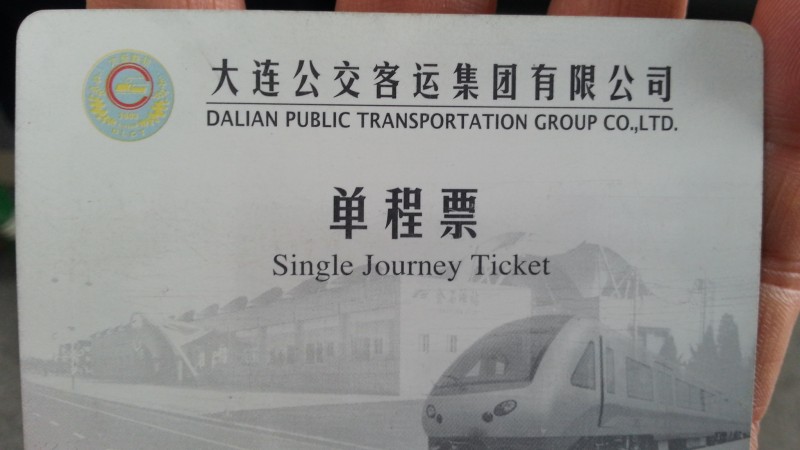 大连公交客运集团有限公司
DALIAN PUBLIC TRANSPORTATION GROUP CO.,LTD.
单程票
Single Journey Ticket